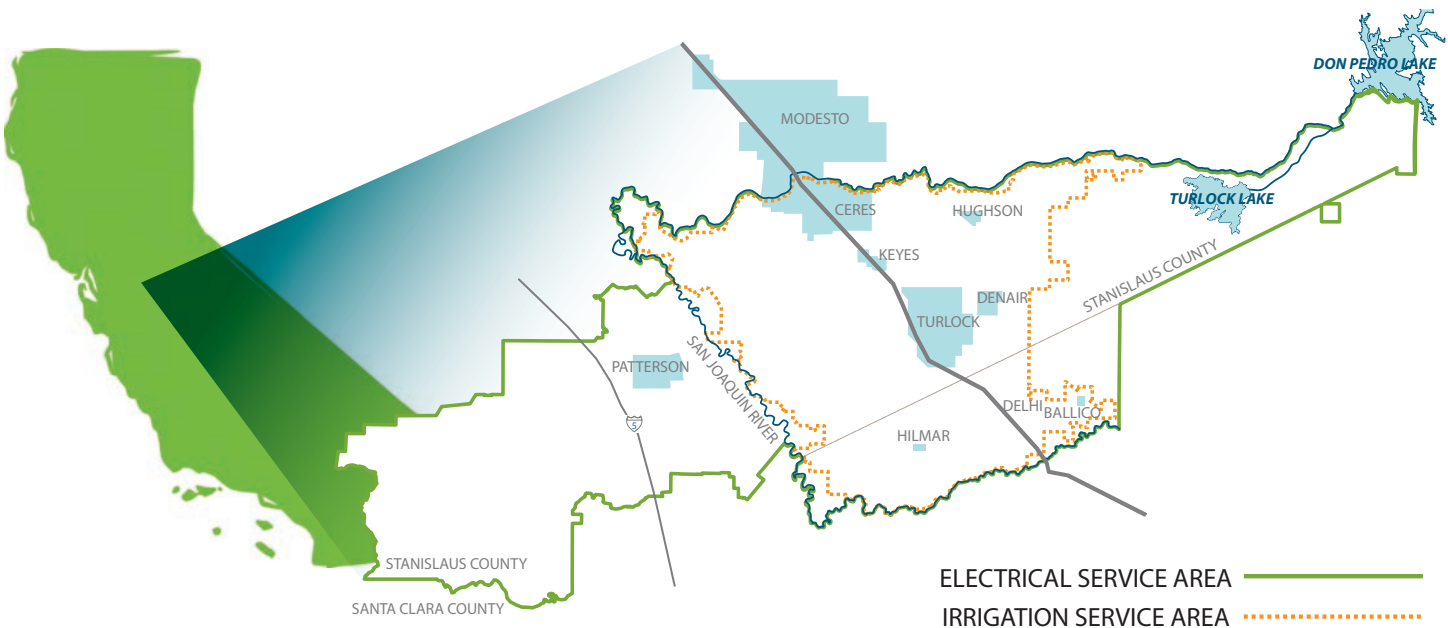 DON PEDRO LAKE
MODESTO
TURLOCK LAKE
CERES
HUGHSON
KEYES
STANISLAUS COUNTY
DENAIR
TURLOCK
SAN JOAQUIN RIVER
PATTERSON
DELHI
BALLICO
5
HILMAR
STANISLAUS COUNTY
SANTA CLARA COUNTY
ELECTRICAL SERVICE AREA
IRRIGATION SERVICE AREA